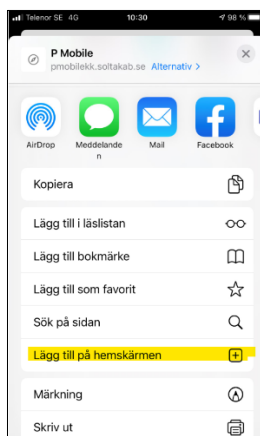 Telenor SE 4G 10:30 98 %
P Mobile
pmobilekk.soltakab.se Alternativ >
AirDrop Meddelande
n Mail Facebook
Kopiera
Lägg till i läslistan
Lägg till bokmärke
Lägg till som favorit
Sök på sidan
Lägg till på hemskärmen
Märkning
Skriv ut